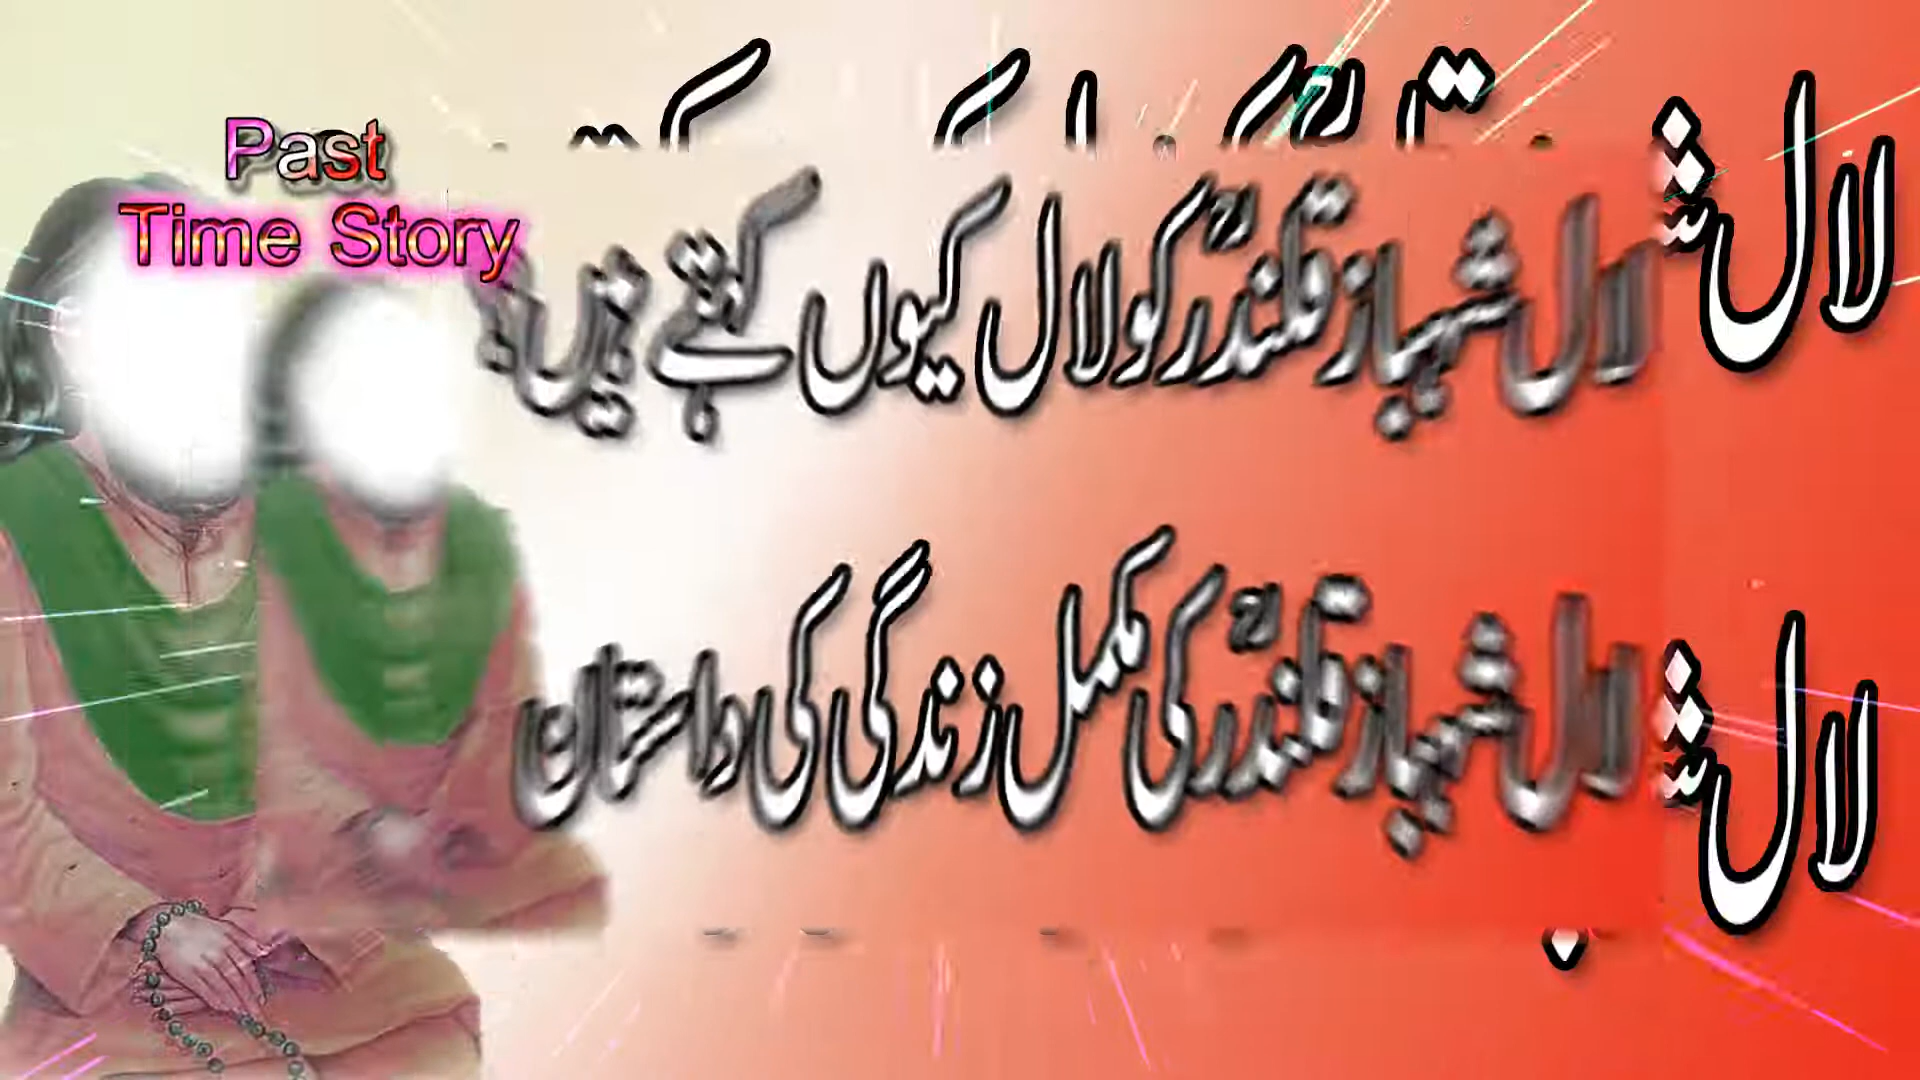 Past
Time Story
لال شہباز قلندرؒ کو لال کیوں کہتے ہیں؟
لال شہباز قلندرؒ کی مکمل زندگی کی داستان